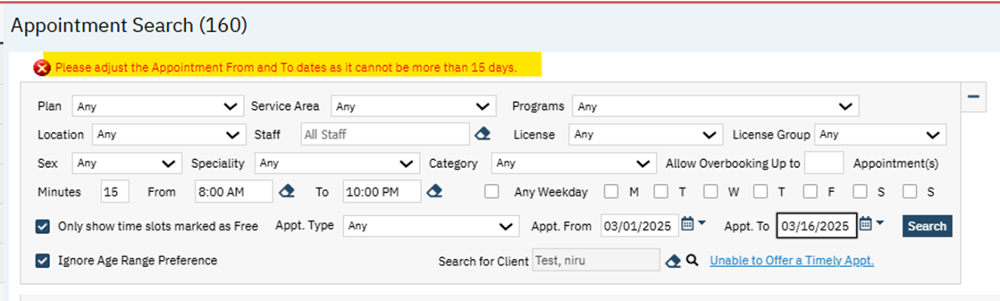 Appointment Search (160)
Please adjust the Appointment From and To dates as it cannot be more than 15 days.
Plan Any Service Area Any Programs Any
Location Any Staff All Staff License Any License Group Any
Sex Any Speciality Any Category Any Allow Overbooking Up to Appointment(s)
Minutes 15 From 8:00 AM To 10:00 PM Any Weekday M T W T F S S
Only show time slots marked as Free Appt. Type Any Appt. From 03/01/2025 Appt. To 03/16/2025 Search
Ignore Age Range Preference Search for Client Test, niru Unable to Offer a Timely Appt.